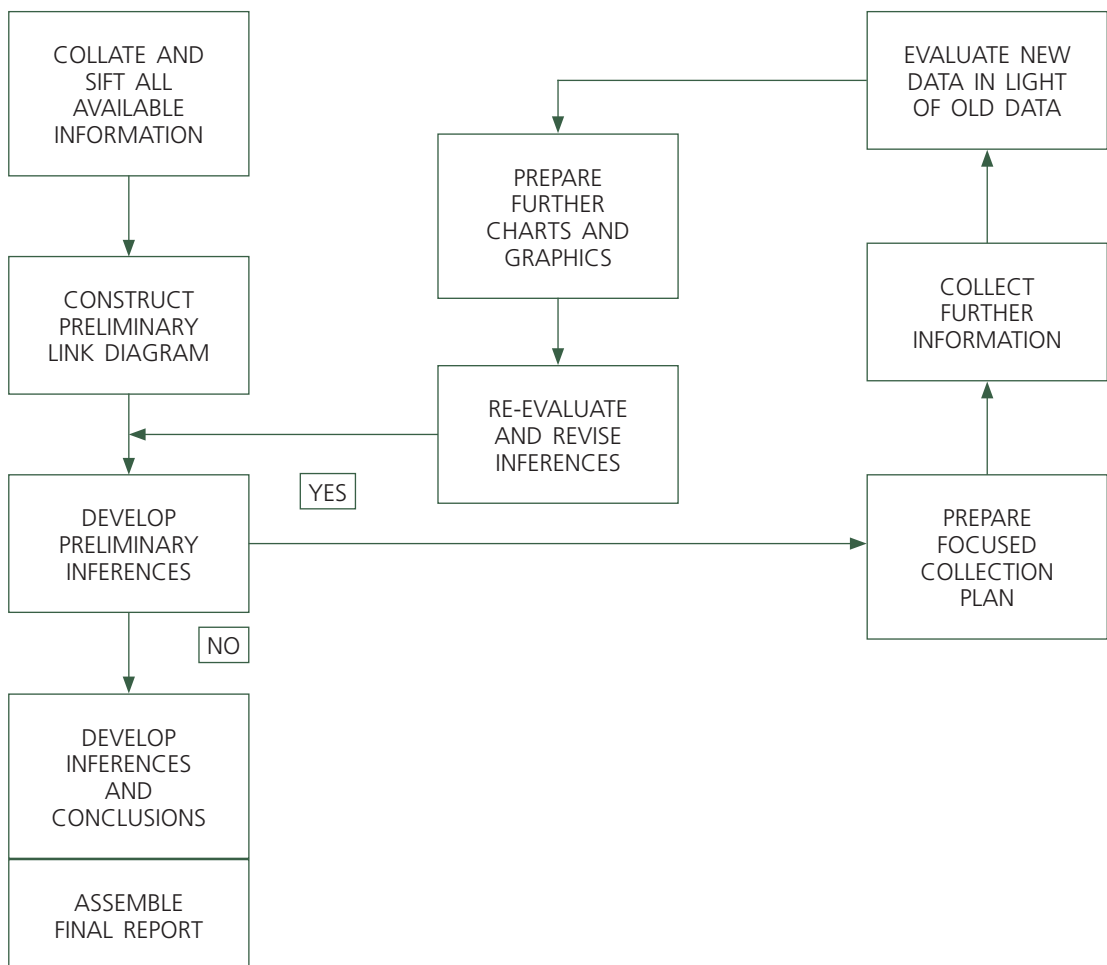 COLLATE AND
SIFT ALL
AVAILABLE
INFORMATION
CONSTRUCT
PRELIMINARY
LINK DIAGRAM
DEVELOP
PRELIMINARY
INFERENCES
YES
NO
DEVELOP
INFERENCES
AND
CONCLUSIONS
ASSEMBLE
FINAL REPORT
PREPARE
FOCUSED
COLLECTION
PLAN
COLLECT
FURTHER
INFORMATION
EVALUATE NEW
DATA IN LIGHT
OF OLD DATA
PREPARE
FURTHER
CHARTS AND
GRAPHICS
RE-EVALUATE
AND REVISE
INFERENCES